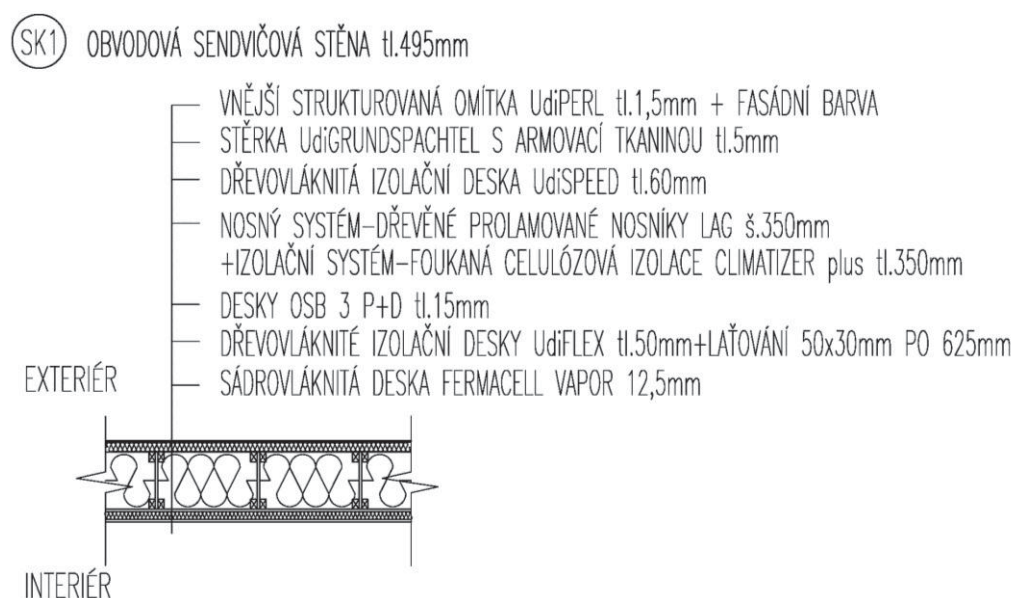 SK1 OBVODOVÁ SENDVIČOVÁ STĚNA tl.495mm
VNĚJŠÍ STRUKTUROVANÁ OMÍTKA UdiPERL tl.1,5mm + FASÁDNÍ BARVA
STĚRKA UdiGRUNDSPACHTEL S ARMOVACÍ TKANINOU tl.5mm
DŘEVOVLÁKNITÁ IZOLAČNÍ DESKA UdiSPEED tl.60mm
NOSNÝ SYSTÉM-DŘEVĚNÉ PROLAMOVANÉ NOSNÍKY LAG š.350mm
+IZOLAČNÍ SYSTÉM-FOUKANÁ CELULÓZOVÁ IZOLACE CLIMATIZER plus tl.350mm
DESKY OSB 3 P+D tl.15mm
DŘEVOVLÁKNITÉ IZOLAČNÍ DESKY UdiFLEX tl.50mm+LAŤOVÁNÍ 50x30mm PO 625mm
SÁDROVLÁKNITÁ DESKA FERMACELL VAPOR 12,5mm
EXTERIÉR
INTERIÉR